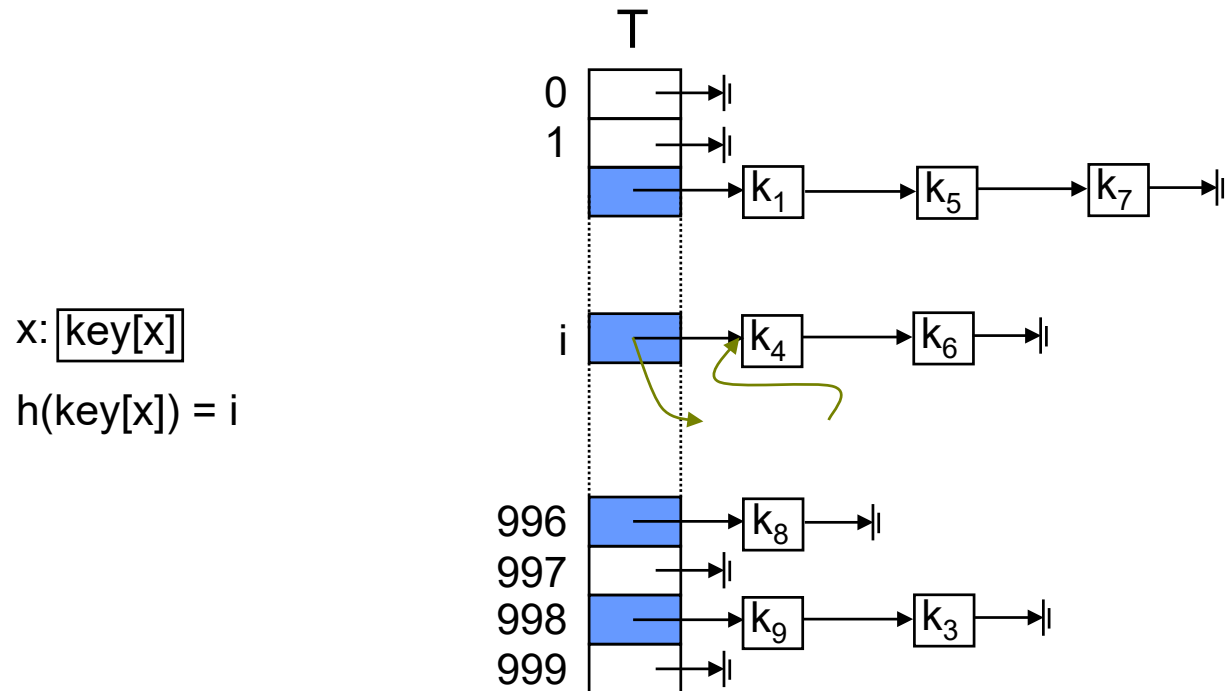 T
0
1
k₁ k₅ k₇
x: key[x]
i k₄ k₆
h(key[x]) = i
996 k₈
997
998 k₉ k₃
999